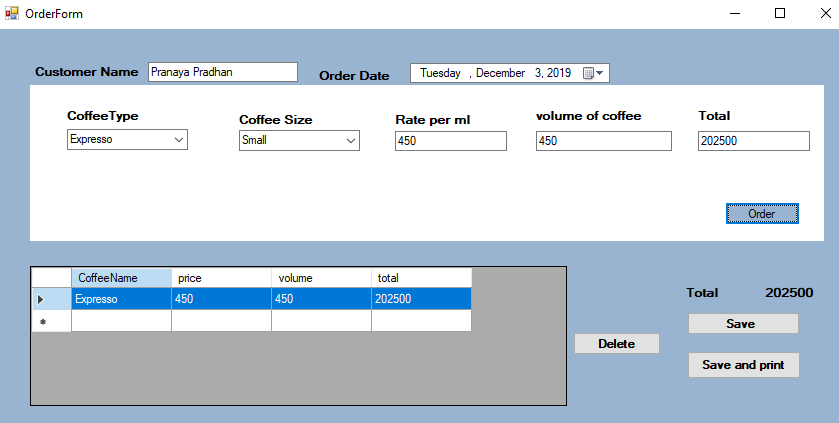 OrderForm
Customer Name Pranaya Pradhan Order Date Tuesday , December 3, 2019
CoffeeType Coffee Size Rate per ml volume of coffee Total
Expresso Small 450 450 202500
Order
CoffeeName price volume total
Expresso 450 450 202500
Total 202500
Save
Delete
Save and print